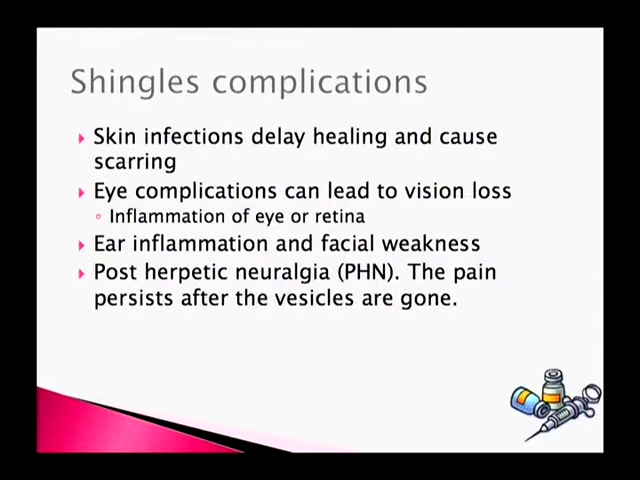 Shingles complications
Skin infections delay healing and cause
scarring
Eye complications can lead to vision loss
Inflammation of eye or retina
Ear inflammation and facial weakness
Post herpetic neuralgia (PHN). The pain
persists after the vesicles are gone.